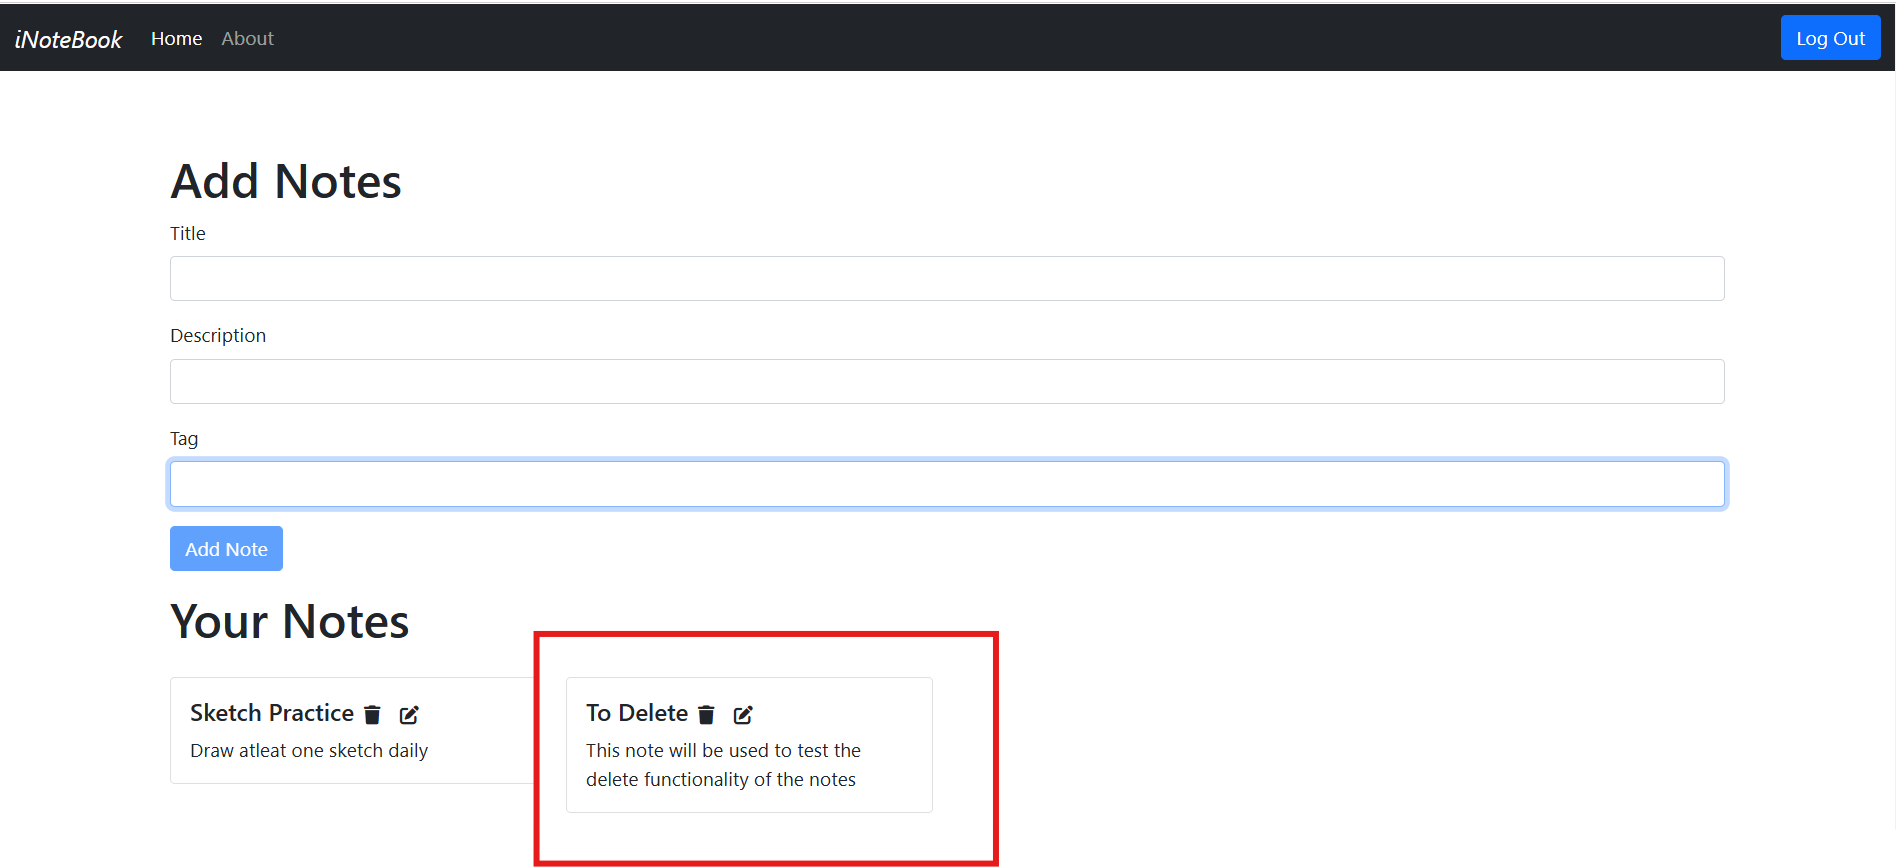 iNoteBook Home About Log Out
Add Notes
Title
Description
Tag
Add Note
Your Notes
Sketch Practice
Draw atleat one sketch daily
To Delete
This note will be used to test the
delete functionality of the notes